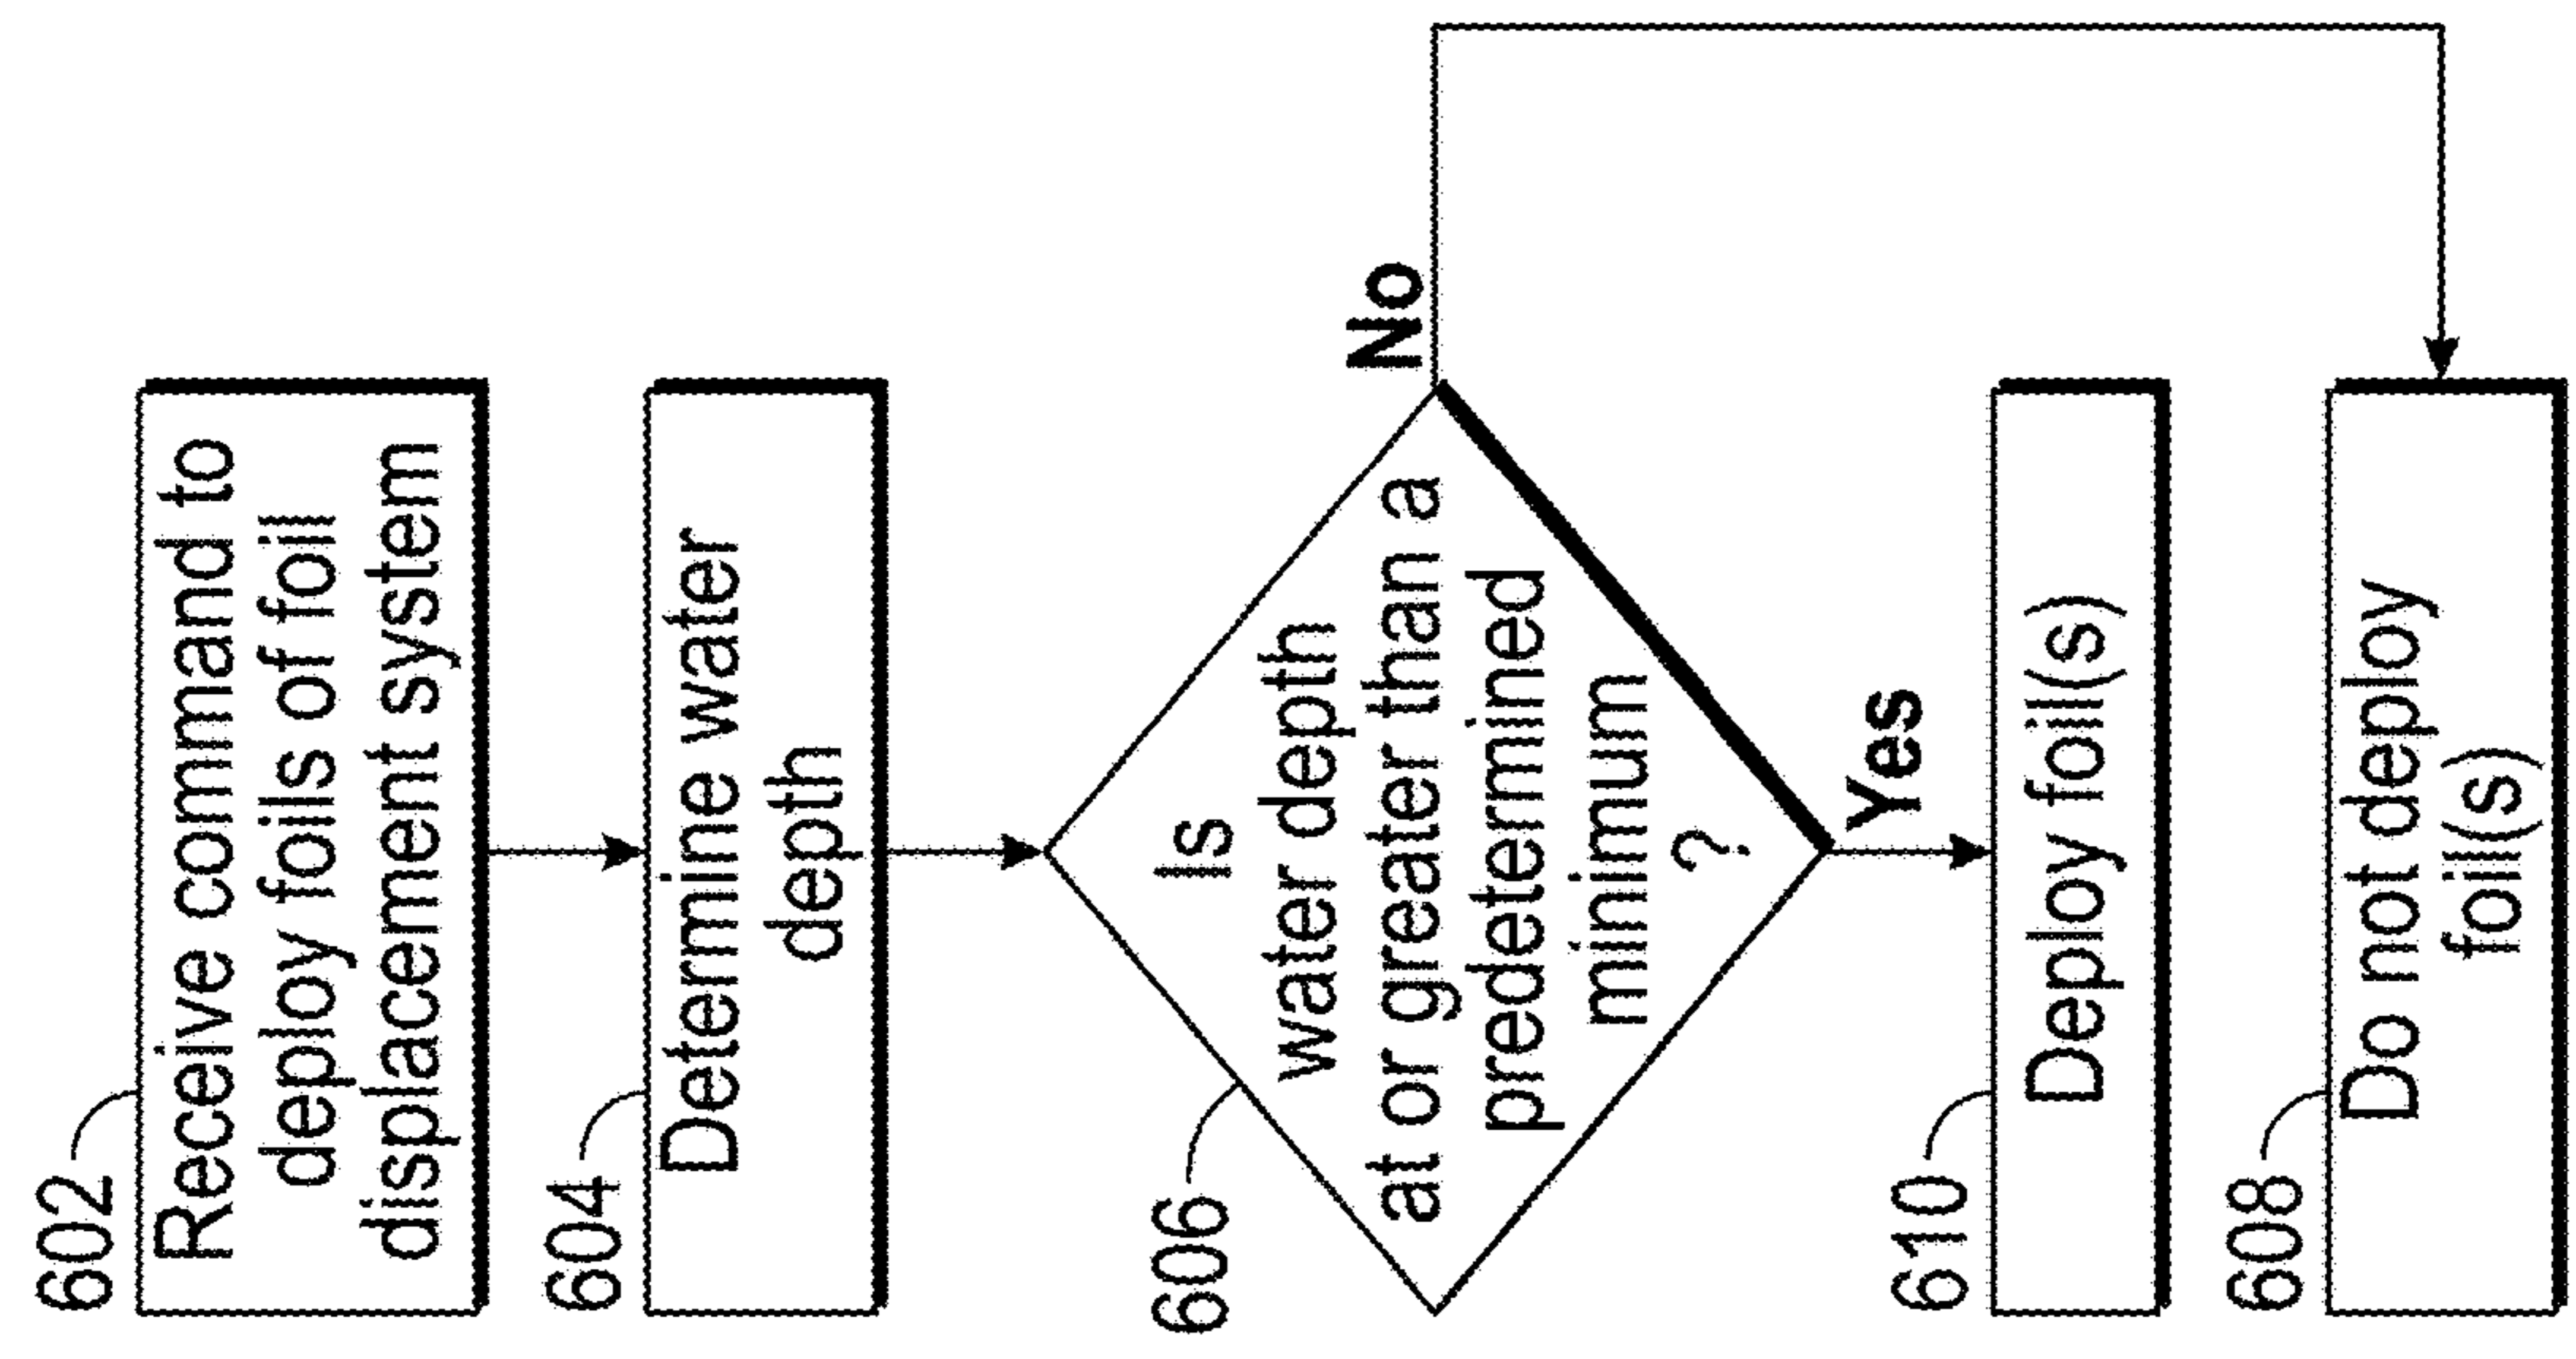 602
Receive command to
deploy foils of foil
displacement system
604
Determine water
depth
606
Is
water depth
at or greater than a
predetermined
minimum
?
No
Yes
610
Deploy foil(s)
608
Do not deploy
foil(s)